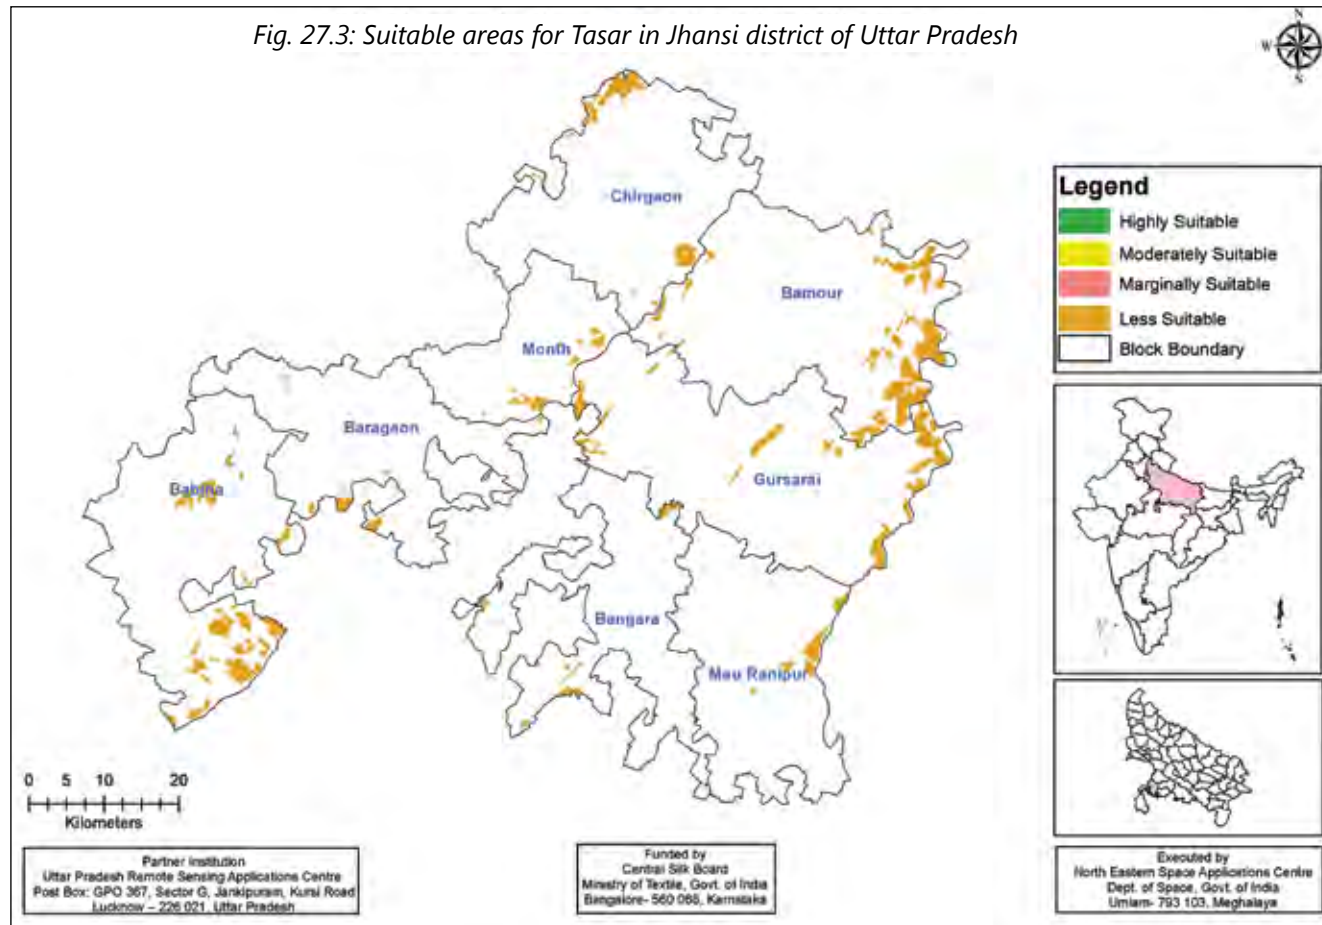 Fig. 27.3: Suitable areas for Tasar in Jhansi district of Uttar Pradesh
N
W
S
Chirgaon
Bamour
Month
Baragaon
Babina
Gursarai
Bangara
Mau Ranipur
Legend
Highly Suitable
Moderately Suitable
Marginally Suitable
Less Suitable
Block Boundary
0 5 10 20
Kilometers
Partner Institution
Uttar Pradesh Remote Sensing Applications Centre
Post Box: GPO 367, Sector G, Jankipuram, Kursi Road
Lucknow – 226 021, Uttar Pradesh
Funded by
Central Silk Board
Ministry of Textile, Govt. of India
Bangalore- 560 068, Karnataka
Executed by
North Eastern Space Applications Centre
Dept. of Space, Govt. of India
Umiam- 793 103, Meghalaya